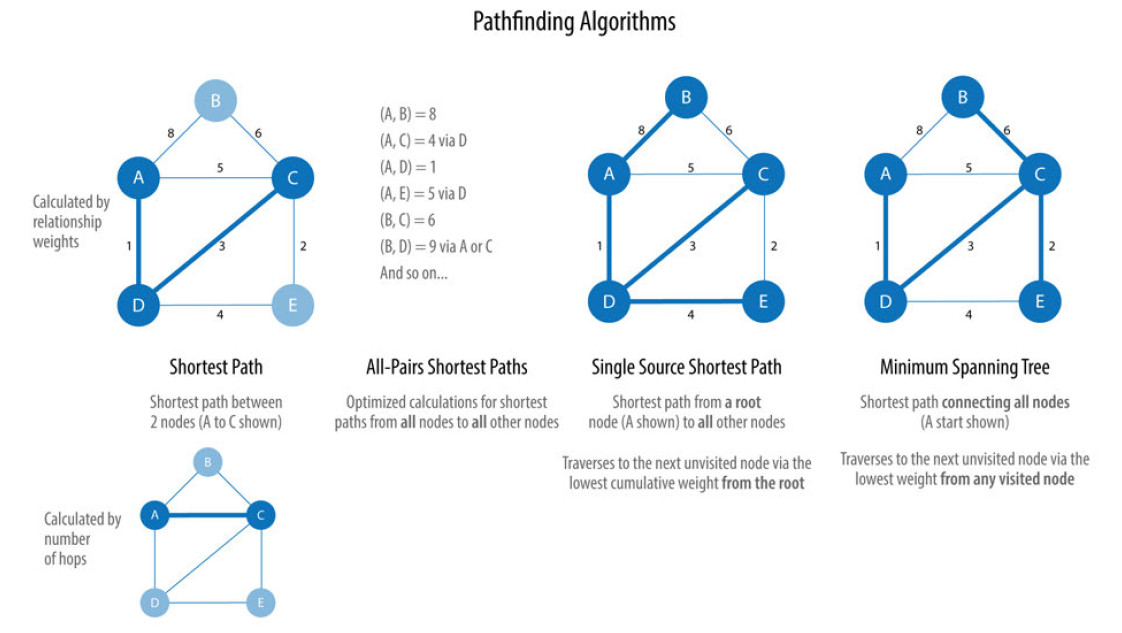 Pathfinding Algorithms
Calculated by
relationship
weights
B
8
6
A
5
C
1
3
2
D
4
E
(A, B) = 8
(A, C) = 4 via D
(A, D) = 1
(A, E) = 5 via D
(B, C) = 6
(B, D) = 9 via A or C
And so on...
B
8
6
A
5
C
1
3
2
D
4
E
B
8
6
A
5
C
1
3
2
D
4
E
Shortest Path
Shortest path between
2 nodes (A to C shown)
All-Pairs Shortest Paths
Optimized calculations for shortest
paths from all nodes to all other nodes
Single Source Shortest Path
Shortest path from a root
node (A shown) to all other nodes
Traverses to the next unvisited node via the
lowest cumulative weight from the root
Minimum Spanning Tree
Shortest path connecting all nodes
(A start shown)
Traverses to the next unvisited node via the
lowest weight from any visited node
Calculated by
number
of hops
B
A
C
D
E